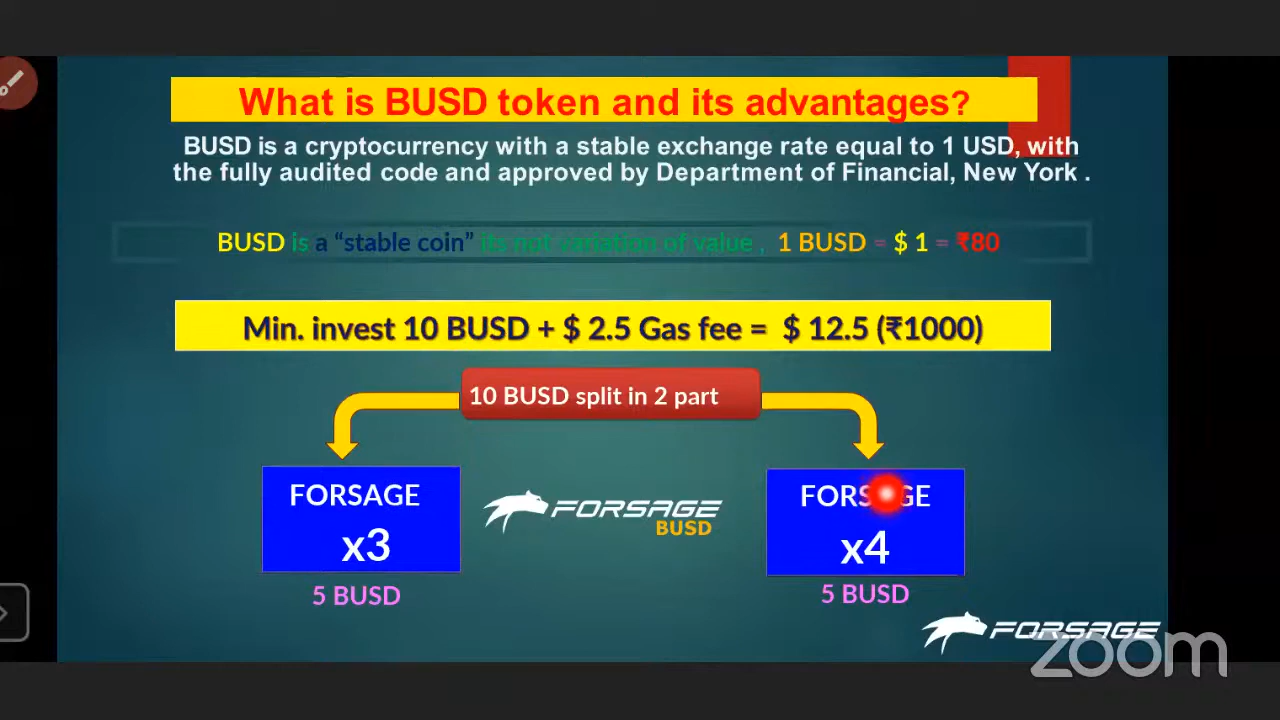 What is BUSD token and its advantages?
BUSD is a cryptocurrency with a stable exchange rate equal to 1 USD, with
the fully audited code and approved by Department of Financial, New York .
BUSD is a “stable coin” its not variation of value , 1 BUSD = $ 1 = ₹80
Min. invest 10 BUSD + $ 2.5 Gas fee = $ 12.5 (₹1000)
10 BUSD split in 2 part
FORSAGE
x3
5 BUSD
FORSAGE
BUSD
FORSAGE
x4
5 BUSD
FORSAGE
zoom